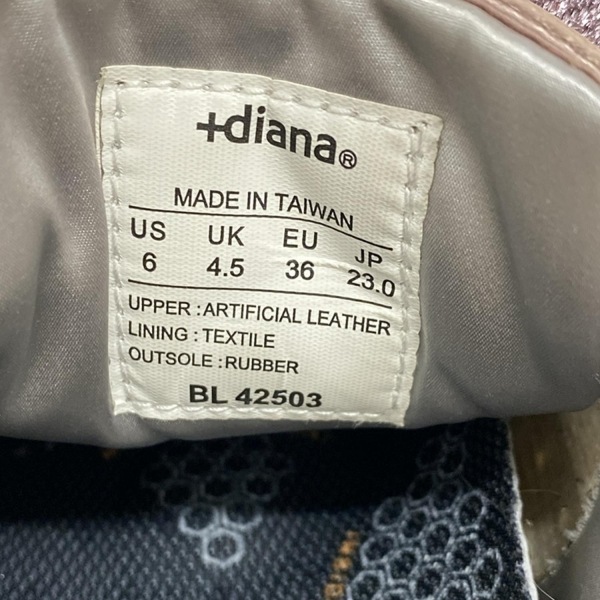 +diana®
MADE IN TAIWAN
US UK EU JP
6 4.5 36 23.0
UPPER : ARTIFICIAL LEATHER
LINING : TEXTILE
OUTSOLE : RUBBER
BL 42503